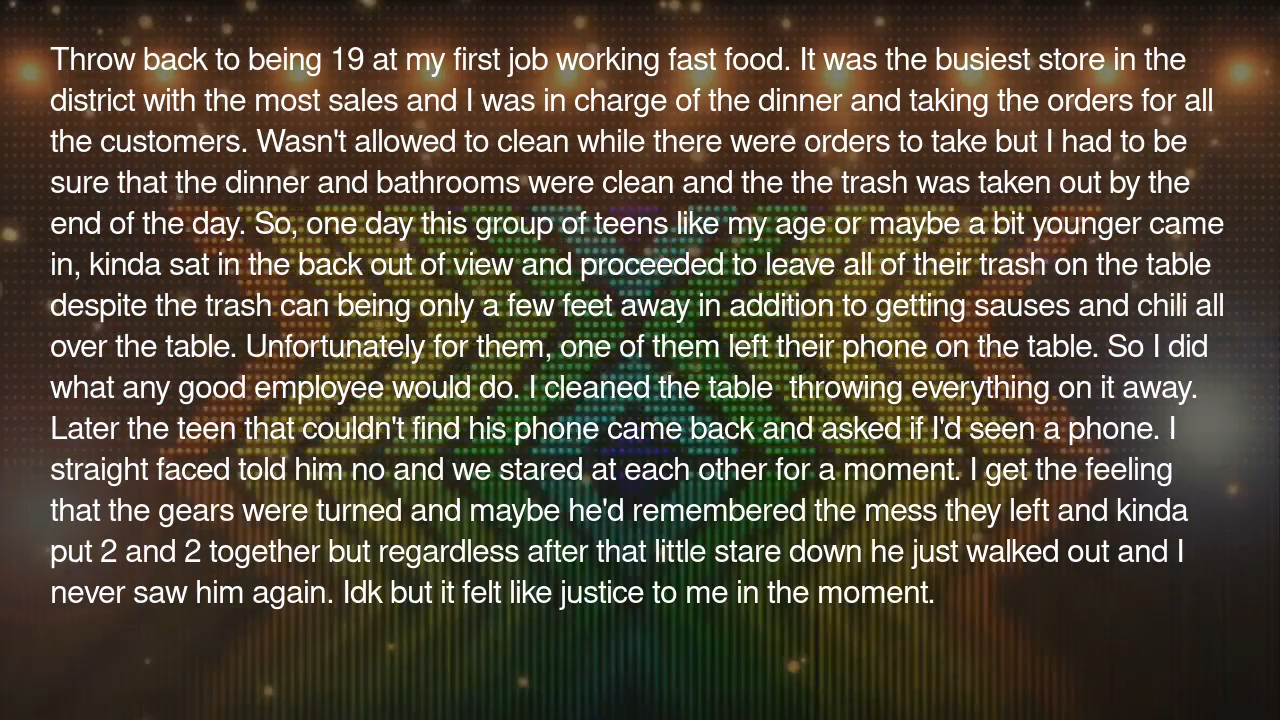 Throw back to being 19 at my first job working fast food. It was the busiest store in the
district with the most sales and I was in charge of the dinner and taking the orders for all
the customers. Wasn't allowed to clean while there were orders to take but I had to be
sure that the dinner and bathrooms were clean and the the trash was taken out by the
end of the day. So, one day this group of teens like my age or maybe a bit younger came
in, kinda sat in the back out of view and proceeded to leave all of their trash on the table
despite the trash can being only a few feet away in addition to getting sauses and chili all
over the table. Unfortunately for them, one of them left their phone on the table. So I did
what any good employee would do. I cleaned the table  throwing everything on it away.
Later the teen that couldn't find his phone came back and asked if I'd seen a phone. I
straight faced told him no and we stared at each other for a moment. I get the feeling
that the gears were turned and maybe he'd remembered the mess they left and kinda
put 2 and 2 together but regardless after that little stare down he just walked out and I
never saw him again. Idk but it felt like justice to me in the moment.